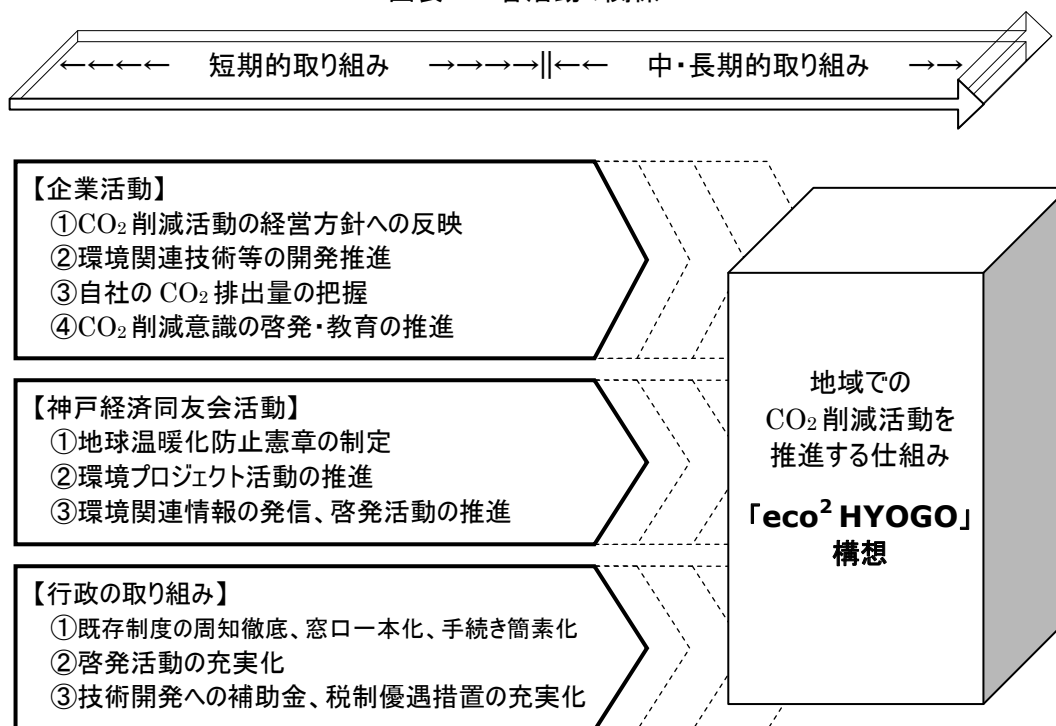 ←←←← 短期的取り組み →→→→||←← 中・長期的取り組み →→
【企業活動】
①CO₂削減活動の経営方針への反映
②環境関連技術等の開発推進
③自社のCO₂排出量の把握
④CO₂削減意識の啓発・教育の推進
【神戸経済同友会活動】
①地球温暖化防止憲章の制定
②環境プロジェクト活動の推進
③環境関連情報の発信、啓発活動の推進
【行政の取り組み】
①既存制度の周知徹底、窓口一本化、手続き簡素化
②啓発活動の充実化
③技術開発への補助金、税制優遇措置の充実化
地域での
CO₂削減活動を
推進する仕組み
「eco² HYOGO」
構想